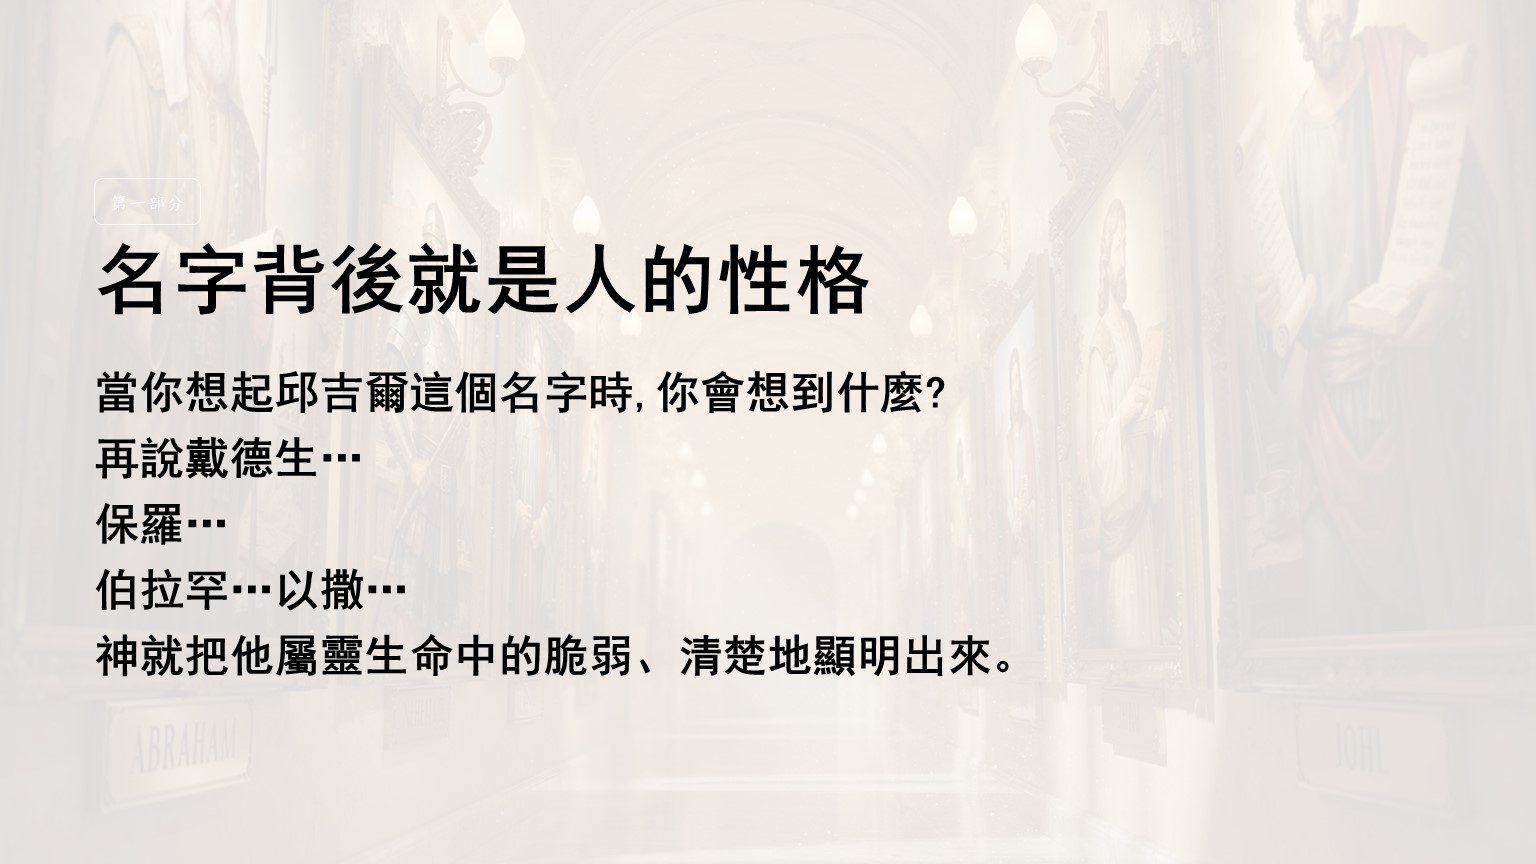 第一部分
名字背後就是人的性格
當你想起邱吉爾這個名字時,你會想到什麼?
再說戴德生…
保羅…
伯拉罕…以撒…
神就把他屬靈生命中的脆弱、清楚地顯明出來。
ABRAHAM